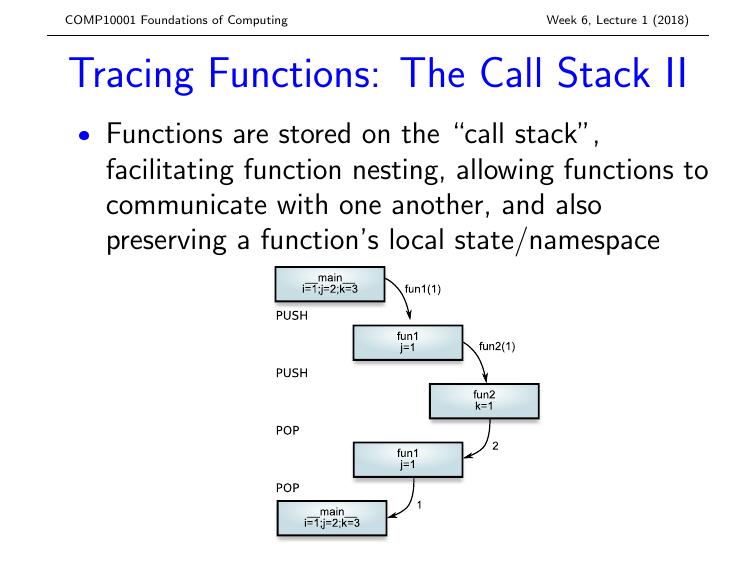 COMP10001 Foundations of Computing Week 6, Lecture 1 (2018)
Tracing Functions: The Call Stack II
• Functions are stored on the “call stack”,
facilitating function nesting, allowing functions to
communicate with one another, and also
preserving a function’s local state/namespace
__main__
i=1;j=2;k=3
fun1(1)
PUSH
fun1
j=1
fun2(1)
PUSH
fun2
k=1
POP
2
fun1
j=1
POP
1
__main__
i=1;j=2;k=3